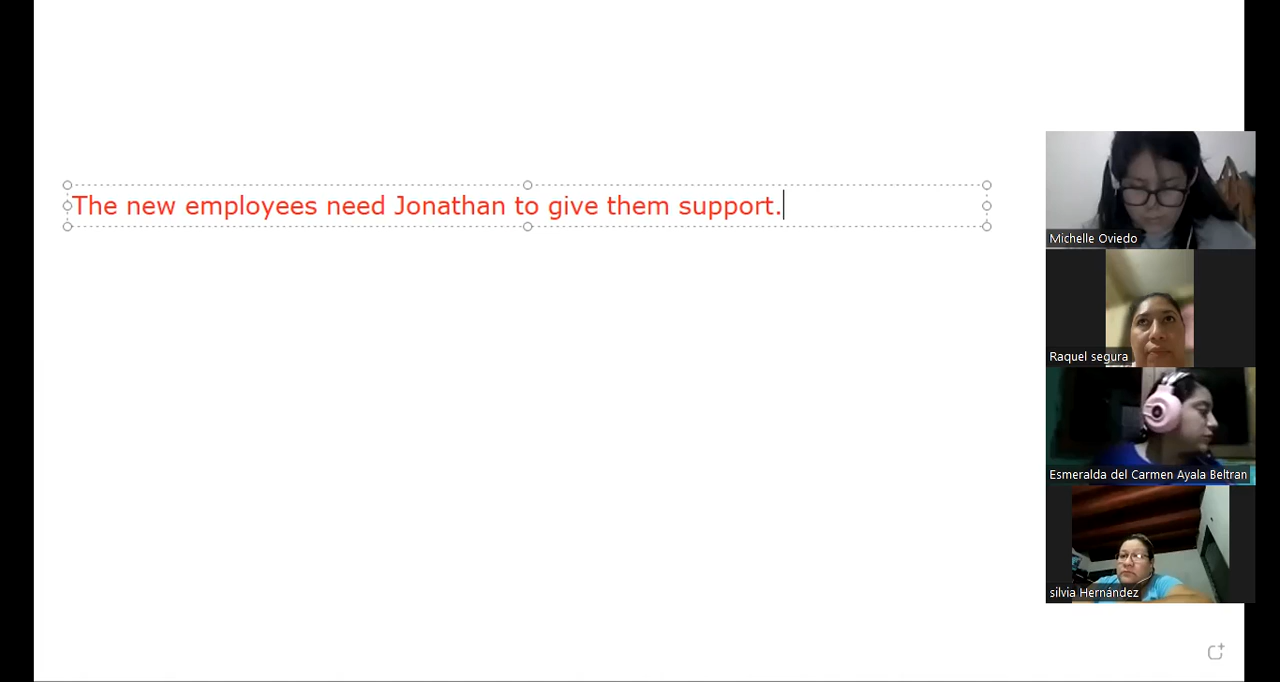 The new employees need Jonathan to give them support.
Michelle Oviedo
Raquel segura
Esmeralda del Carmen Ayala Beltran
silvia Hernández